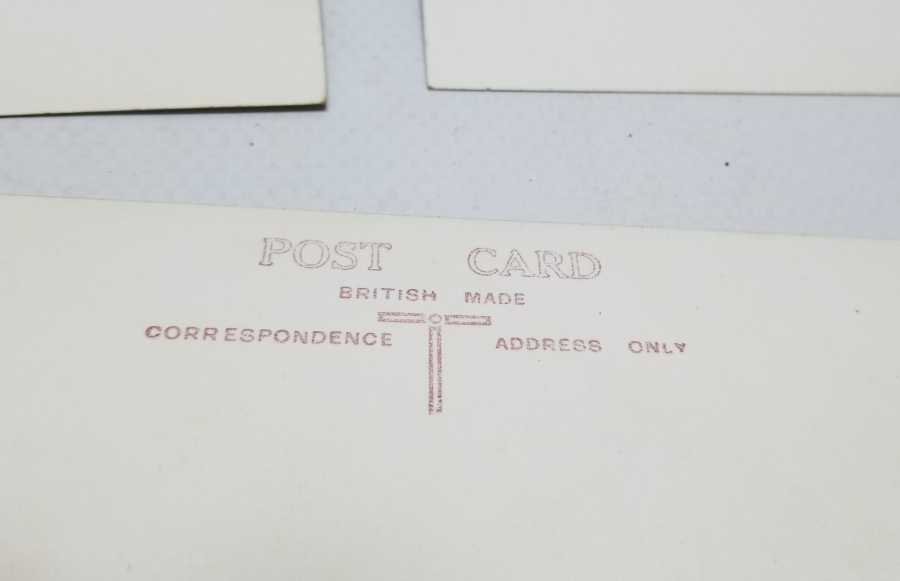 POST CARD
BRITISH MADE
CORRESPONDENCE ADDRESS ONLY